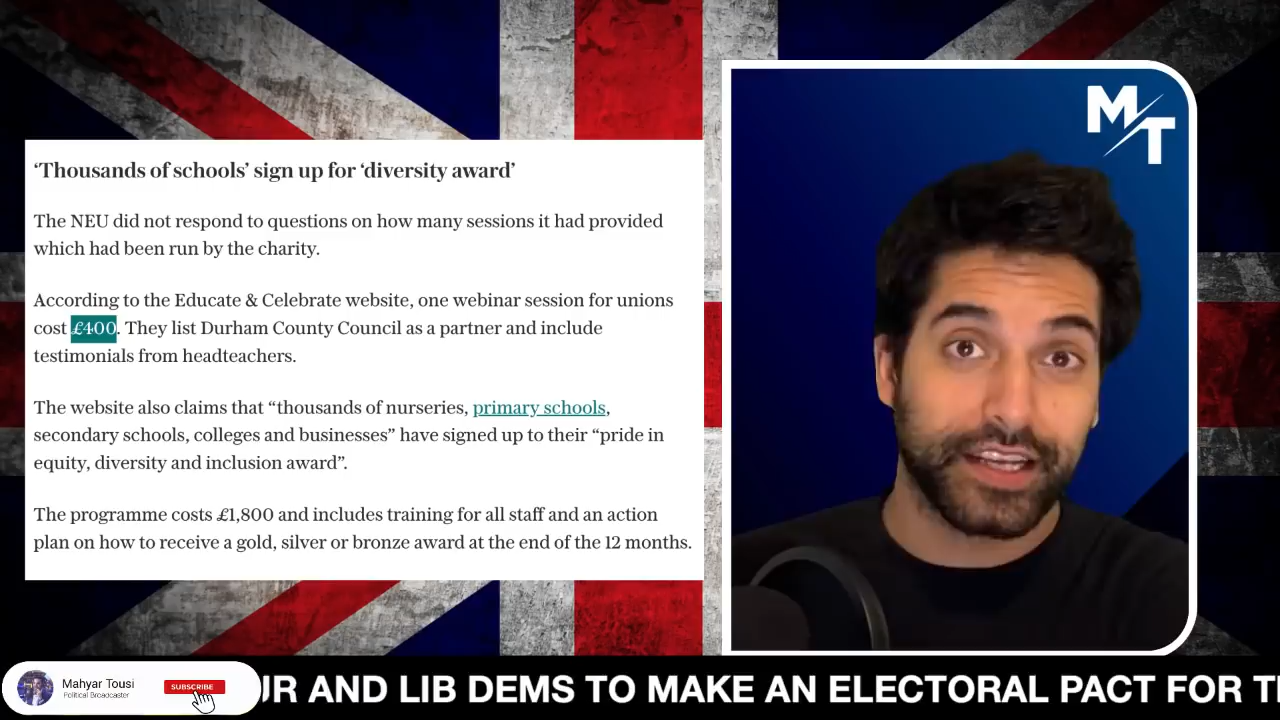 ‘Thousands of schools’ sign up for ‘diversity award’
The NEU did not respond to questions on how many sessions it had provided
which had been run by the charity.
According to the Educate & Celebrate website, one webinar session for unions
cost £400. They list Durham County Council as a partner and include
testimonials from headteachers.
The website also claims that “thousands of nurseries, primary schools,
secondary schools, colleges and businesses” have signed up to their “pride in
equity, diversity and inclusion award”.
The programme costs £1,800 and includes training for all staff and an action
plan on how to receive a gold, silver or bronze award at the end of the 12 months.
M/T
Mahyar Tousi
Political Broadcaster
SUBSCRIBE
UR AND LIB DEMS TO MAKE AN ELECTORAL PACT FOR